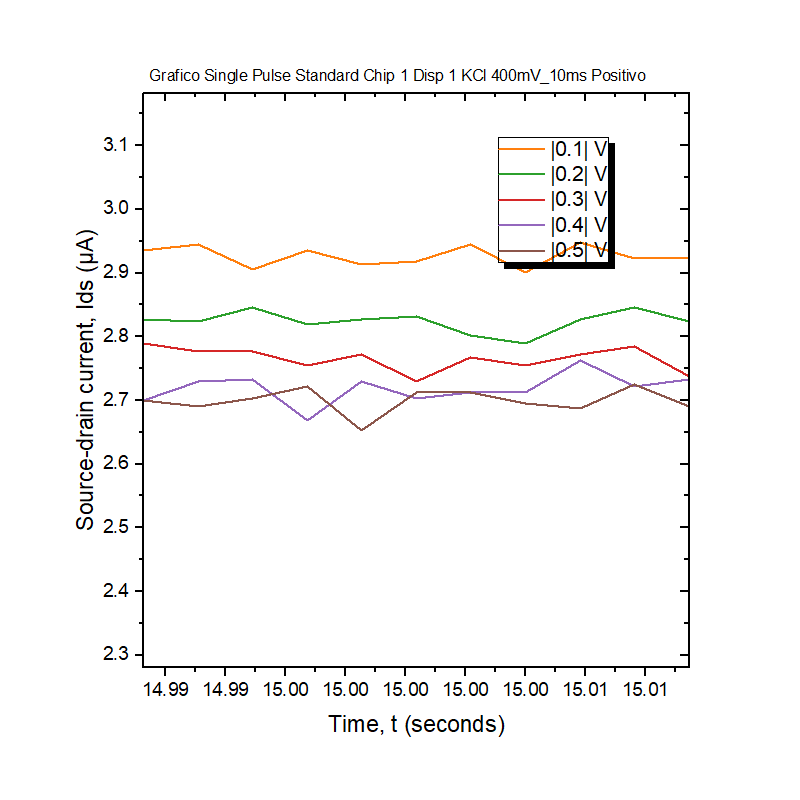 Grafico Single Pulse Standard Chip 1 Disp 1 KCl 400mV_10ms Positivo
|0.1| V
|0.2| V
|0.3| V
|0.4| V
|0.5| V
3.1
3.0
2.9
2.8
2.7
2.6
2.5
2.4
2.3
Source-drain current, Ids (µA)
14.99 14.99 15.00 15.00 15.00 15.00 15.00 15.01 15.01
Time, t (seconds)